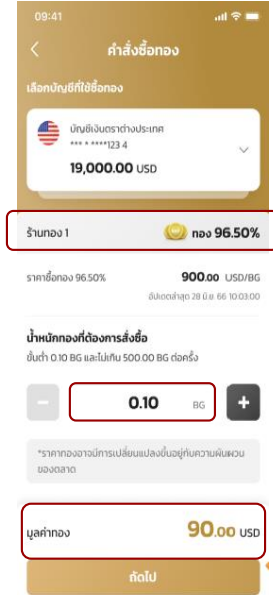 09:41
คำสั่งซื้อทอง
เลือกบัญชีที่ใช้ซื้อทอง
บัญชีเงินตราต่างประเทศ
*** * ****123 4
19,000.00 USD
ร้านทอง 1 ทอง 96.50%
ราคาซื้อทอง 96.50% 900.00 USD/BG
อัปเดตล่าสุด 28 มิ.ย 66 10:03:00
น้ำหนักทองที่ต้องการสั่งซื้อ
ขั้นต่ำ 0.10 BG และไม่เกิน 500.00 BG ต่อครั้ง
0.10 BG
*ราคาทองอาจมีการเปลี่ยนแปลงขึ้นอยู่กับความผันผวน
ของตลาด
มูลค่าทอง 90.00 USD
ถัดไป